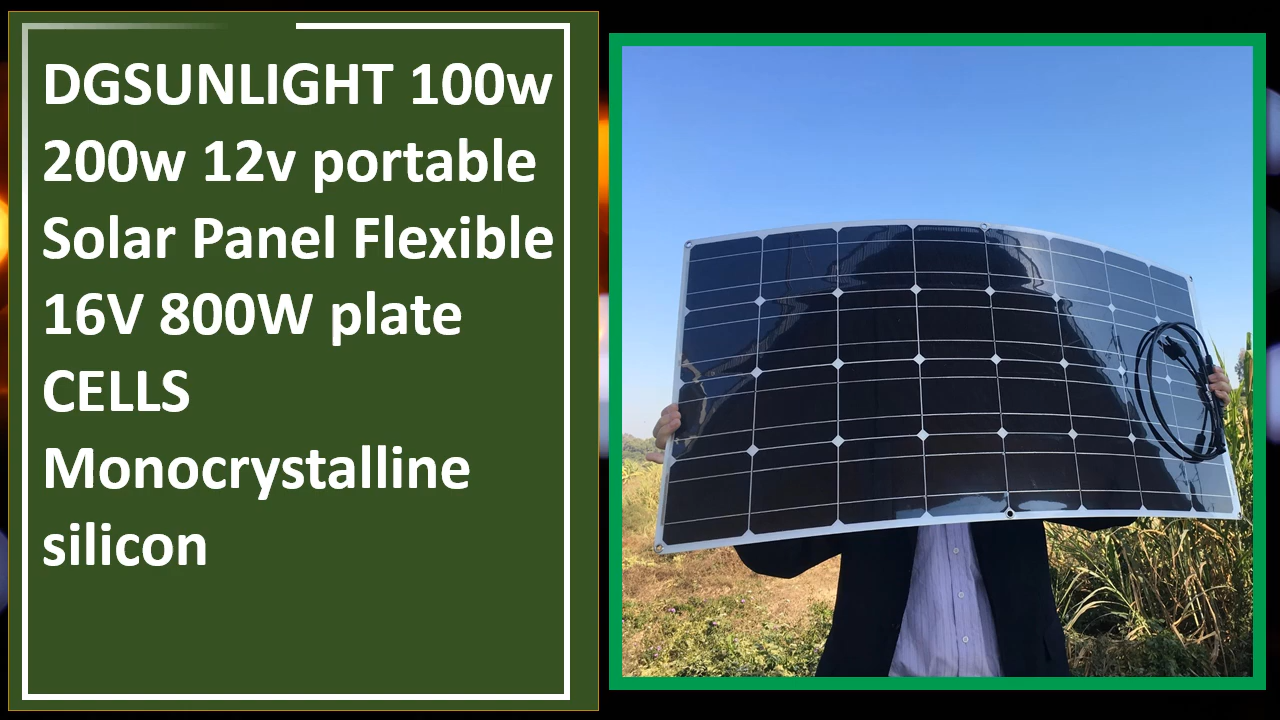 DGSUNLIGHT 100w
200w 12v portable
Solar Panel Flexible
16V 800W plate
CELLS
Monocrystalline
silicon